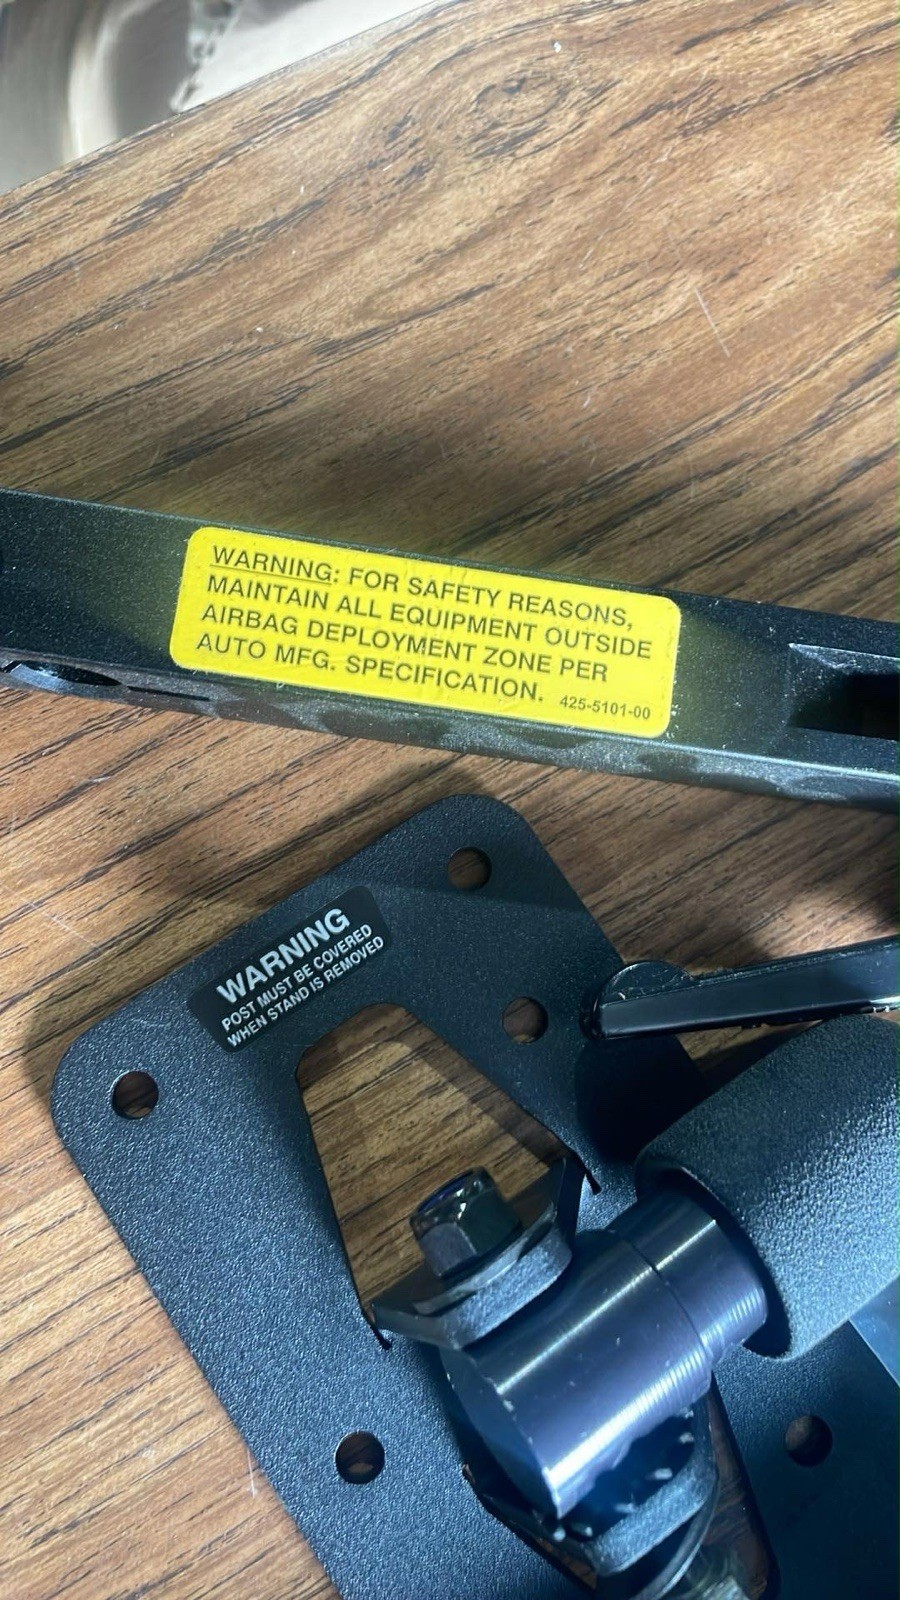 WARNING: FOR SAFETY REASONS,
MAINTAIN ALL EQUIPMENT OUTSIDE
AIRBAG DEPLOYMENT ZONE PER
AUTO MFG. SPECIFICATION. 425-5101-00
WARNING
POST MUST BE COVERED
WHEN STAND IS REMOVED